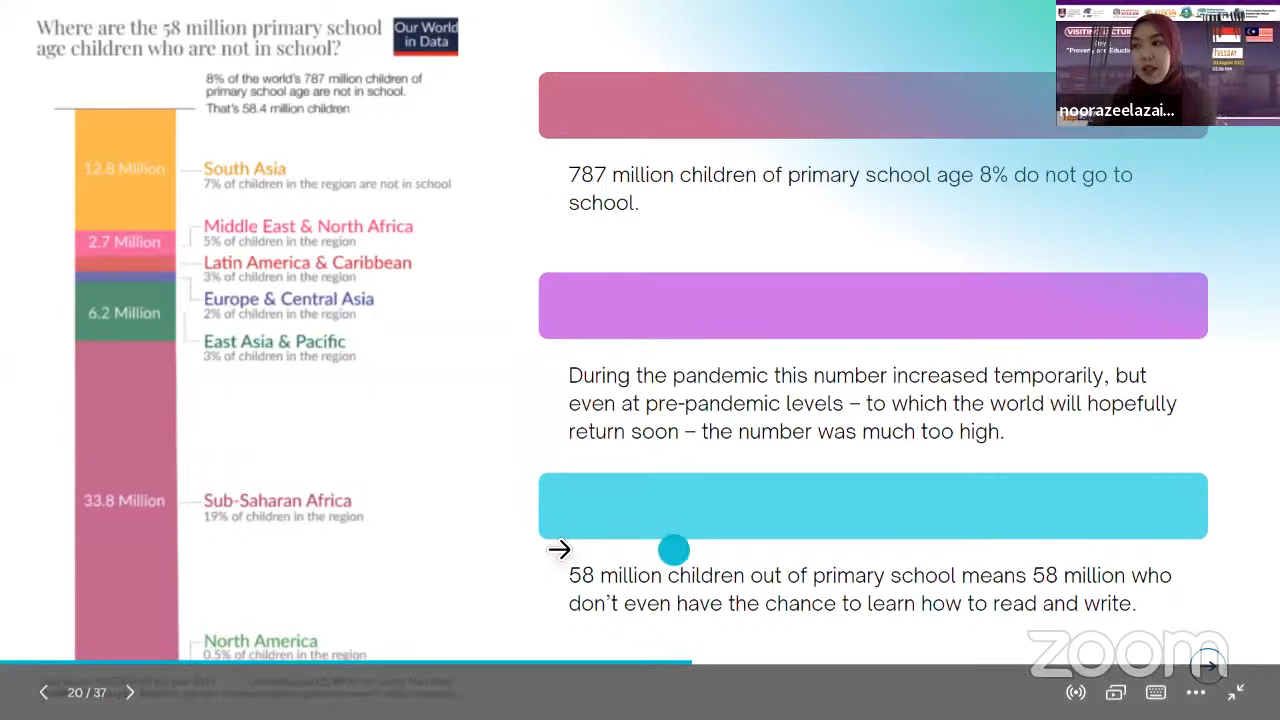 Where are the 58 million primary school
age children who are not in school?
Our World
in Data
8% of the world's 787 million children of
primary school age are not in school.
That's 58.4 million children
12.8 Million
South Asia
7% of children in the region are not in school
2.7 Million
Middle East & North Africa
5% of children in the region
Latin America & Caribbean
3% of children in the region
Europe & Central Asia
2% of children in the region
6.2 Million
East Asia & Pacific
3% of children in the region
33.8 Million
Sub-Saharan Africa
19% of children in the region
North America
0.5% of children in the region
787 million children of primary school age 8% do not go to
school.
During the pandemic this number increased temporarily, but
even at pre-pandemic levels – to which the world will hopefully
return soon – the number was much too high.
58 million children out of primary school means 58 million who
don't even have the chance to learn how to read and write.
TUESDAY
noorazeelazai...
zoom
20 / 37